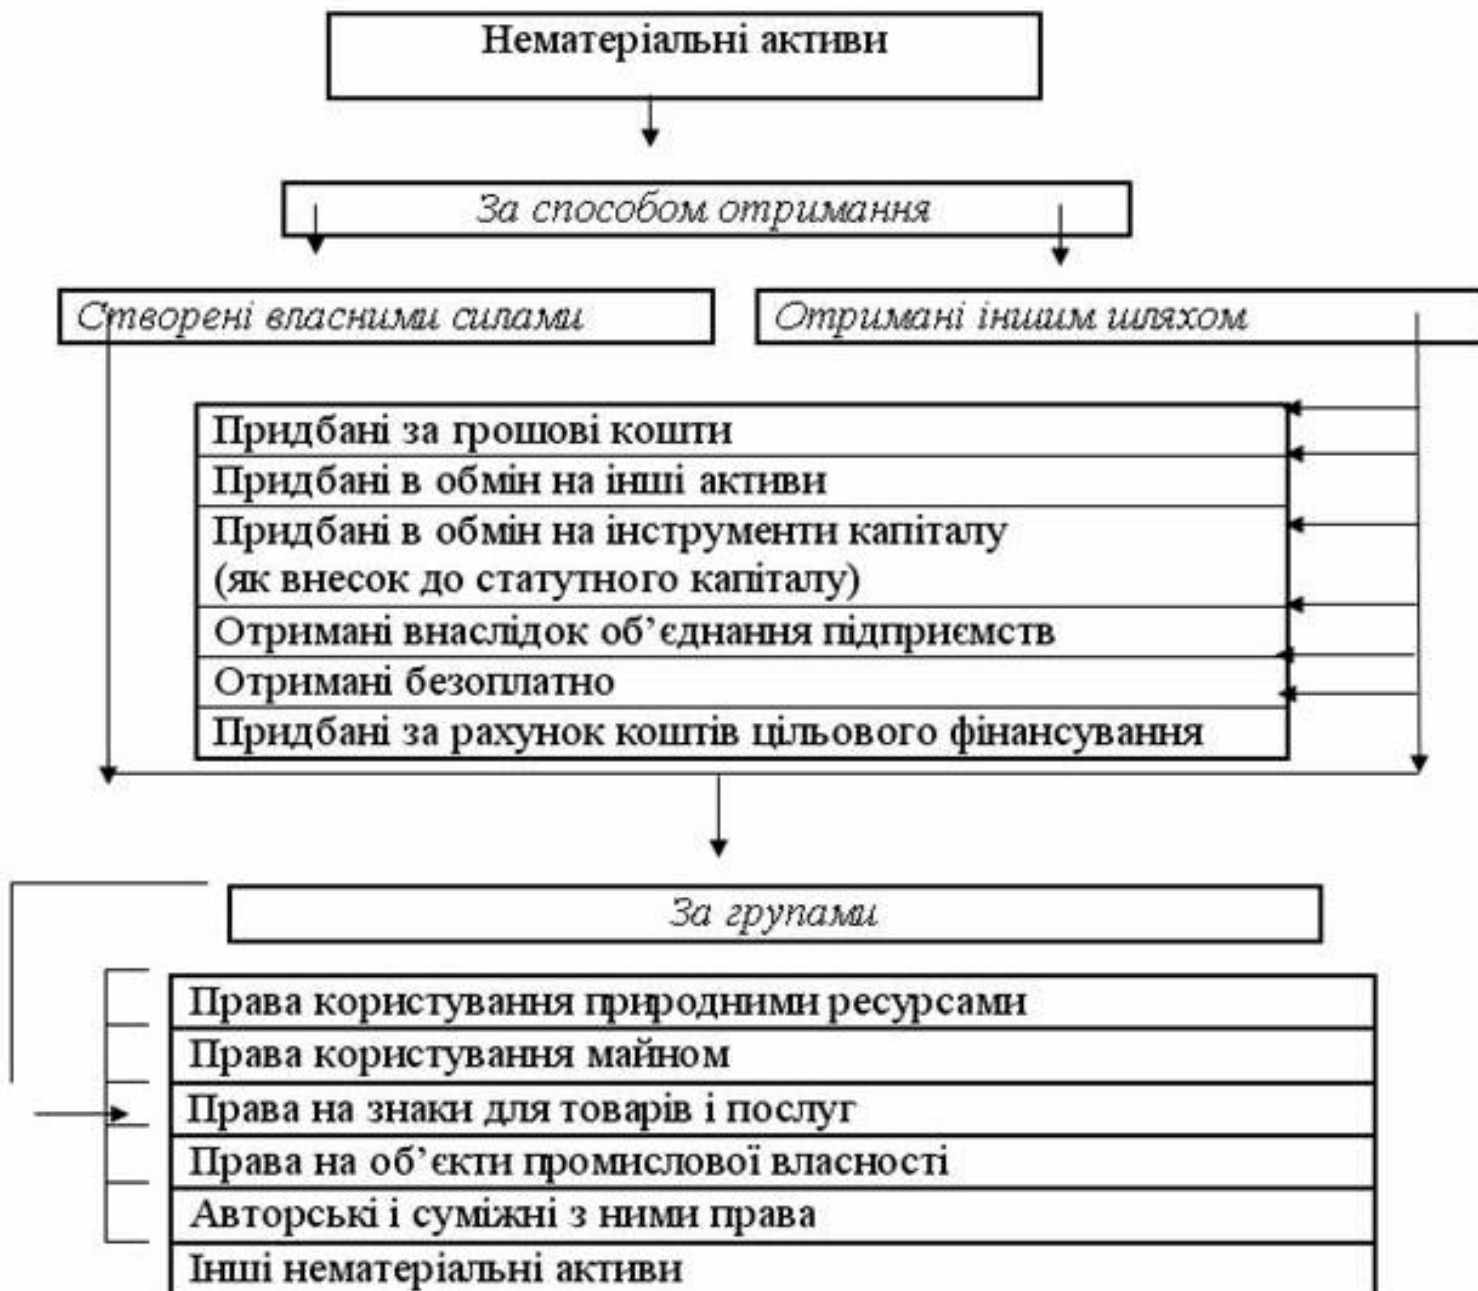 Нематеріальні активи
За способом отримання
Створені власними силами
Отримані іншим шляхом
Придбані за грошові кошти
Придбані в обмін на інші активи
Придбані в обмін на інструменти капіталу
(як внесок до статутного капіталу)
Отримані внаслідок об’єднання підприємств
Отримані безоплатно
Придбані за рахунок коштів цільового фінансування
За групами
Права користування природними ресурсами
Права користування майном
Права на знаки для товарів і послуг
Права на об’єкти промислової власності
Авторські і суміжні з ними права
Інші нематеріальні активи